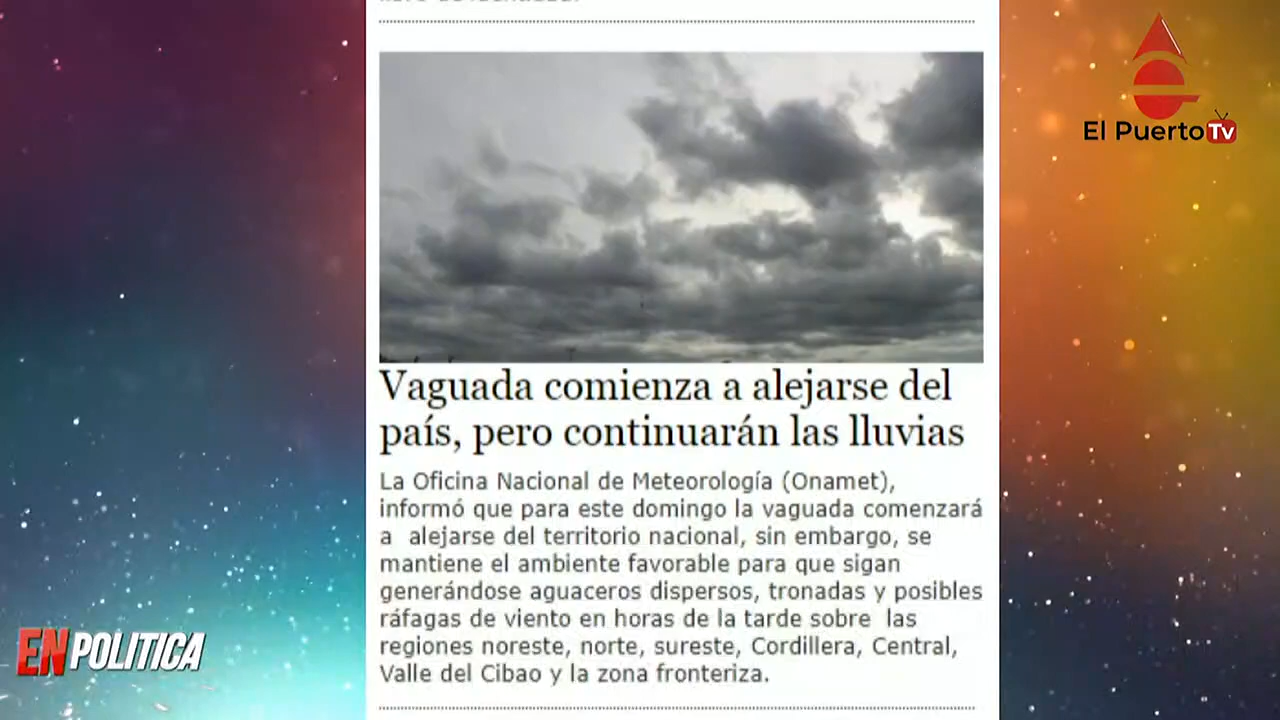 El Puerto Tv
Vaguada comienza a alejarse del
país, pero continuarán las lluvias
La Oficina Nacional de Meteorología (Onamet),
informó que para este domingo la vaguada comenzará
a alejarse del territorio nacional, sin embargo, se
mantiene el ambiente favorable para que sigan
generándose aguaceros dispersos, tronadas y posibles
ráfagas de viento en horas de la tarde sobre las
regiones noreste, norte, sureste, Cordillera, Central,
Valle del Cibao y la zona fronteriza.
EN POLITICA